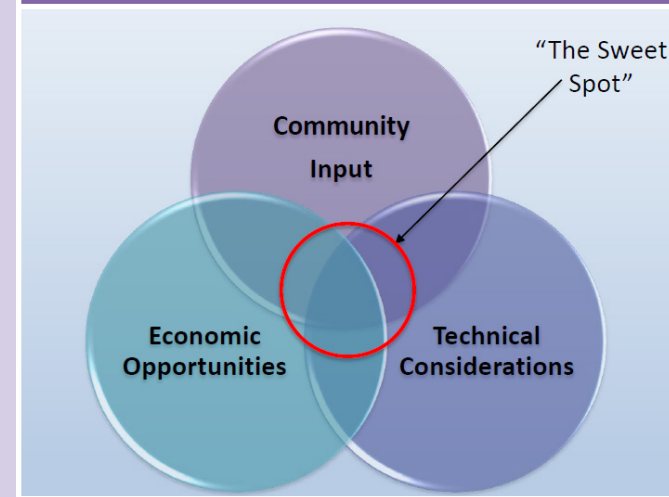 “The Sweet
Spot”
Community
Input
Economic
Opportunities
Technical
Considerations